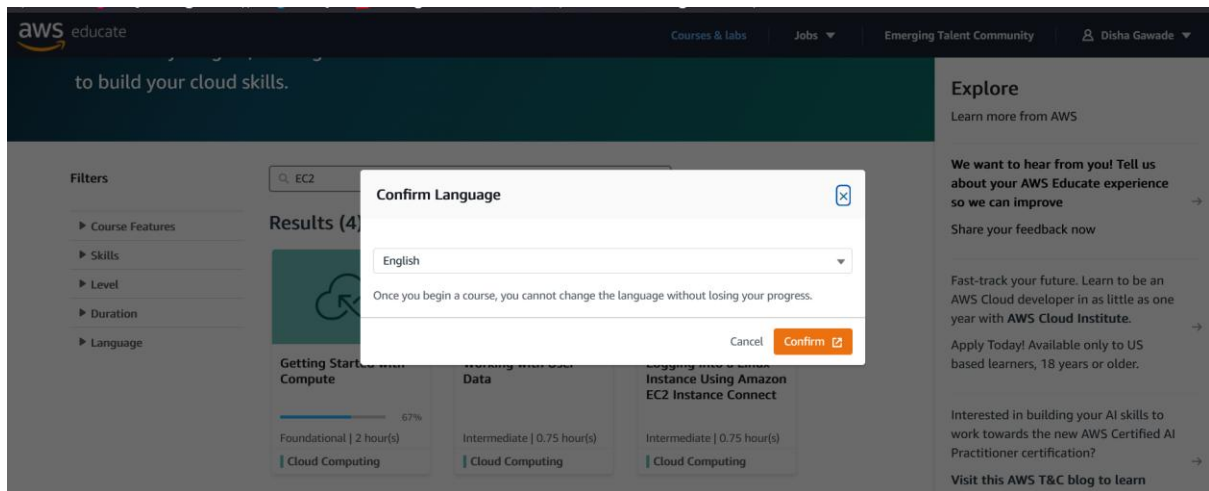 aws educate
Courses & labs
Jobs
Emerging Talent Community
Disha Gawade
to build your cloud skills.
Filters
Course Features
Skills
Level
Duration
Language
EC2
Results (4)
Confirm Language
English
Once you begin a course, you cannot change the language without losing your progress.
Cancel
Confirm
Getting Started with
Compute
67%
Foundational | 2 hour(s)
Cloud Computing
Working with User
Data
Intermediate | 0.75 hour(s)
Cloud Computing
Logging into a Linux
Instance Using Amazon
EC2 Instance Connect
Intermediate | 0.75 hour(s)
Cloud Computing
Explore
Learn more from AWS
We want to hear from you! Tell us
about your AWS Educate experience
so we can improve
Share your feedback now
Fast-track your future. Learn to be an
AWS Cloud developer in as little as one
year with AWS Cloud Institute.
Apply Today! Available only to US
based learners, 18 years or older.
Interested in building your AI skills to
work towards the new AWS Certified AI
Practitioner certification?
Visit this AWS T&C blog to learn